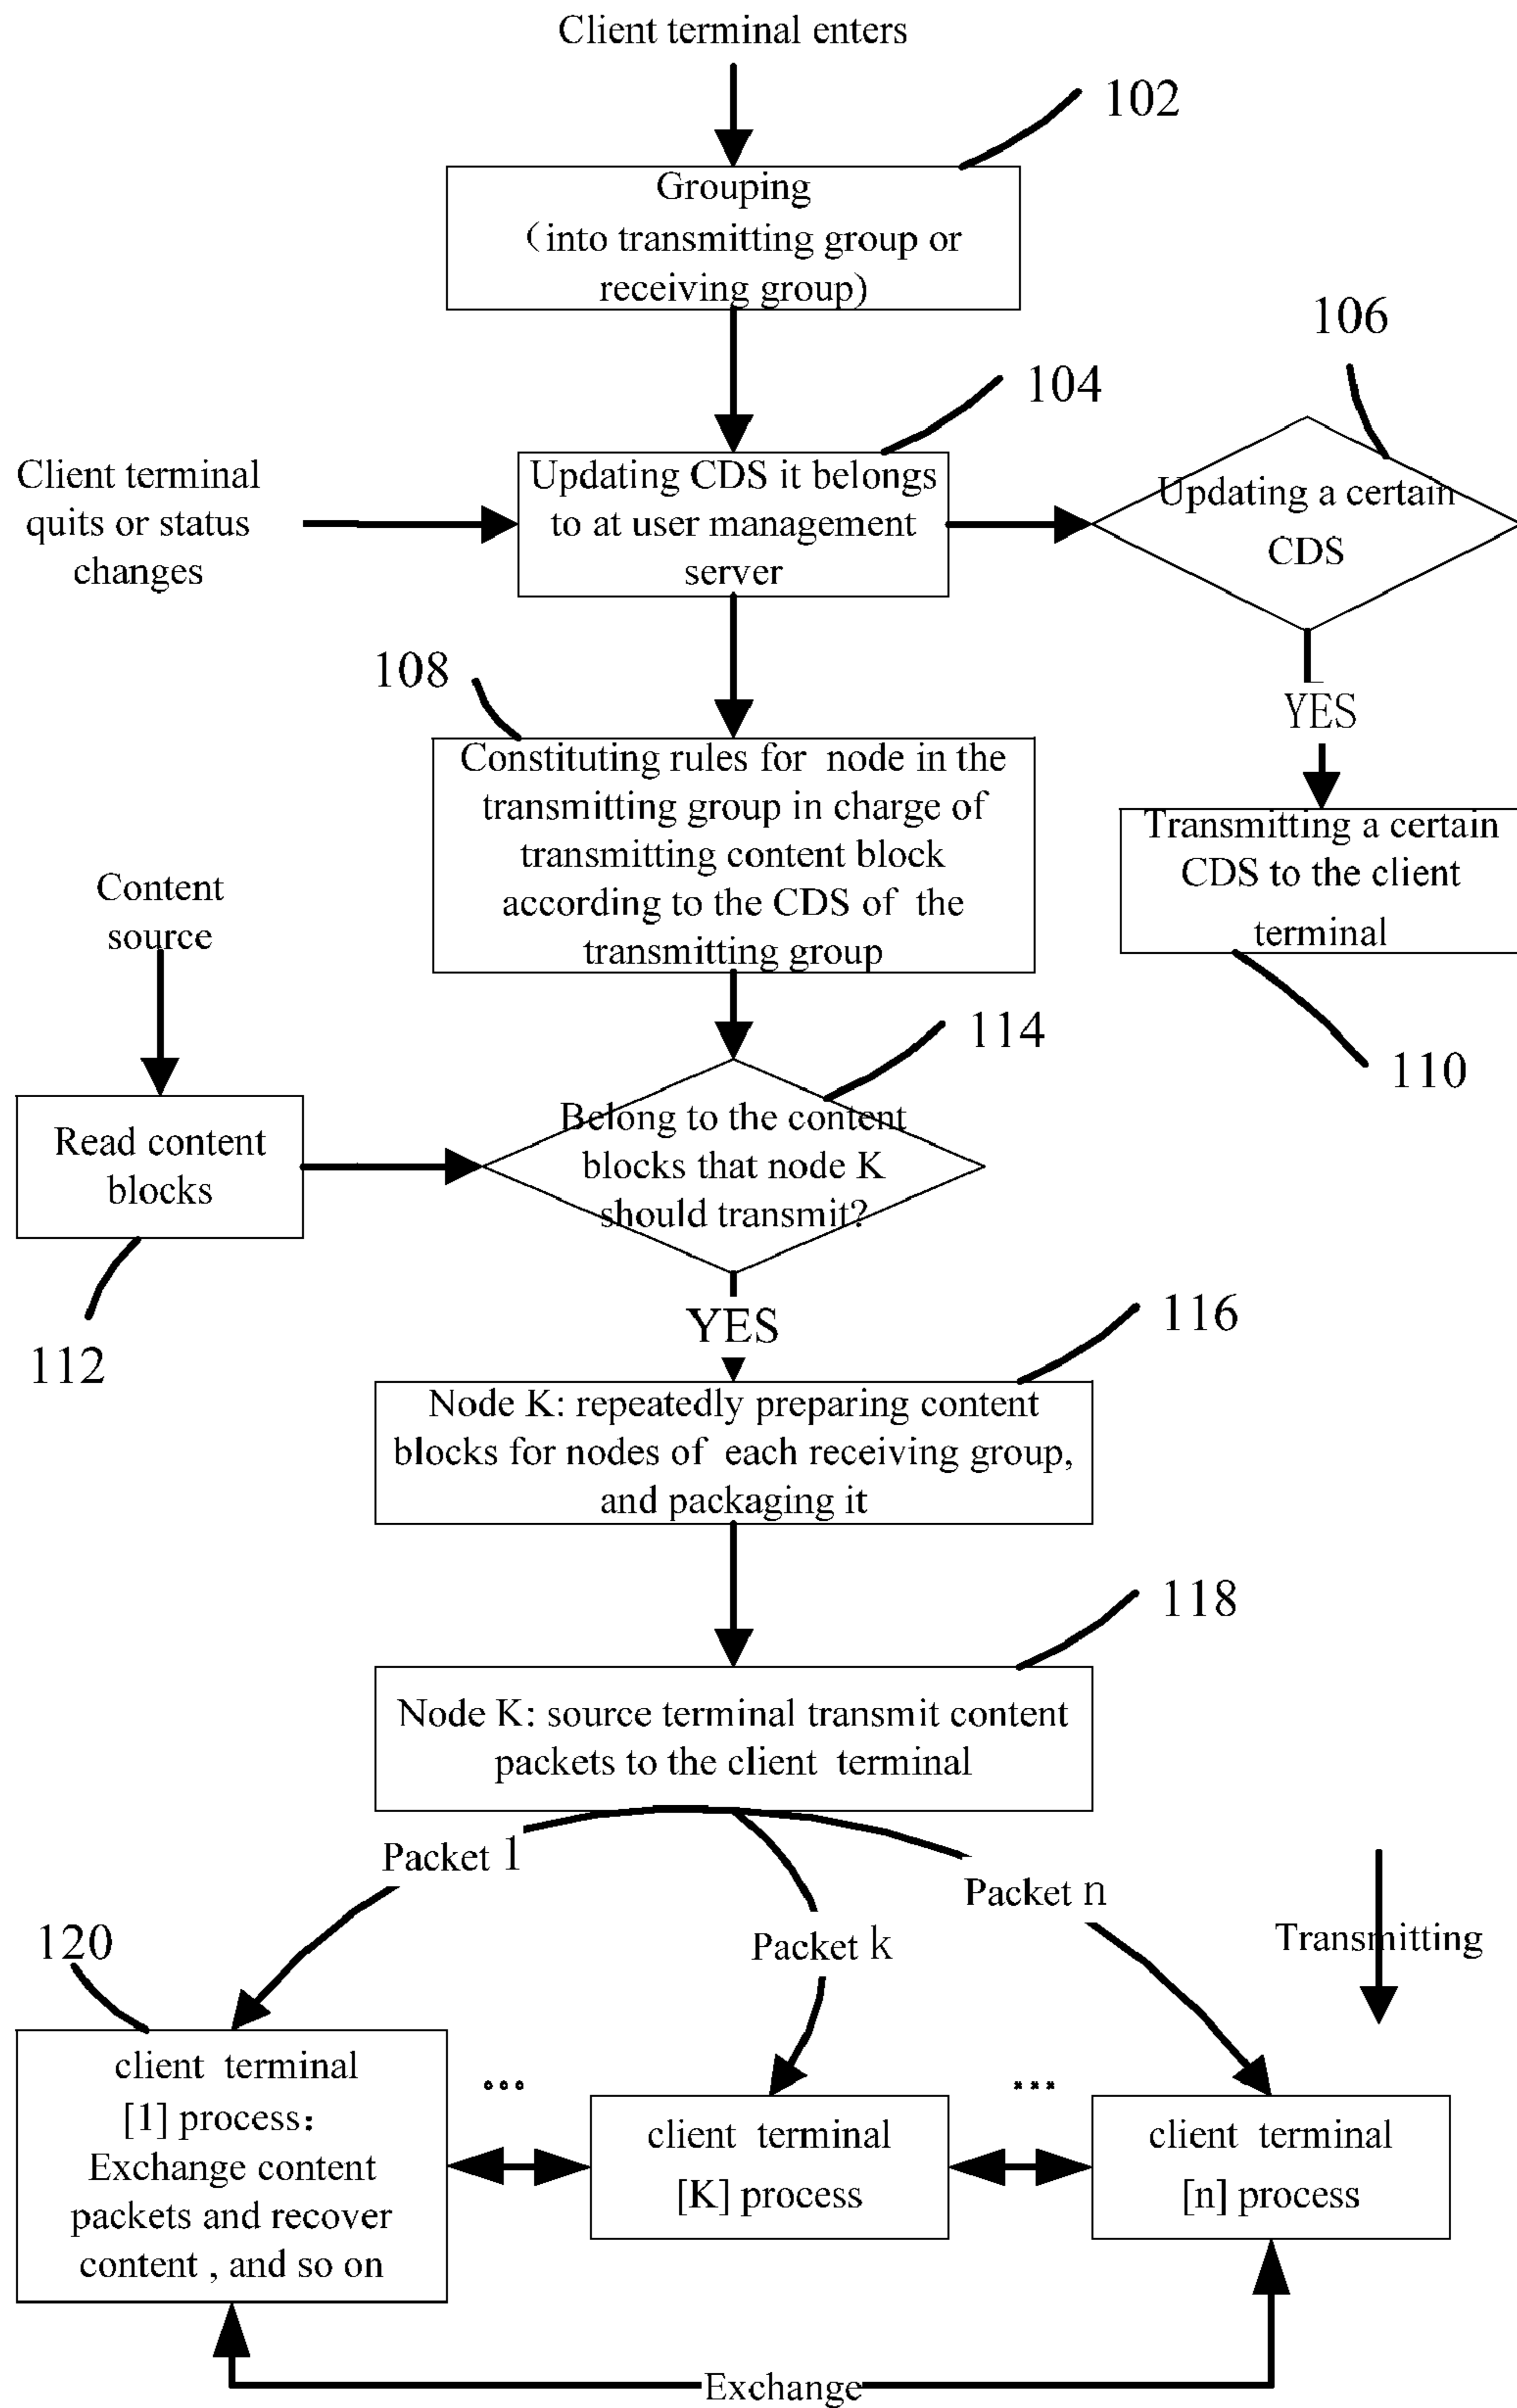 Client terminal enters
102
Grouping
（into transmitting group or
receiving group)
106
104
Client terminal
quits or status
changes
Updating CDS it belongs
to at user management
server
Updating a certain
CDS
108
YES
Constituting rules for node in the
transmitting group in charge of
transmitting content block
according to the CDS of the
transmitting group
Transmitting a certain
CDS to the client
terminal
110
Content
source
114
Read content
blocks
112
Belong to the content
blocks that node K
should transmit?
YES
116
Node K: repeatedly preparing content
blocks for nodes of each receiving group,
and packaging it
118
Node K: source terminal transmit content
packets to the client terminal
Packet 1
Packet k
Packet n
Transmitting
120
client terminal
[1] process：
Exchange content
packets and recover
content , and so on
...
client terminal
[K] process
...
client terminal
[n] process
Exchange